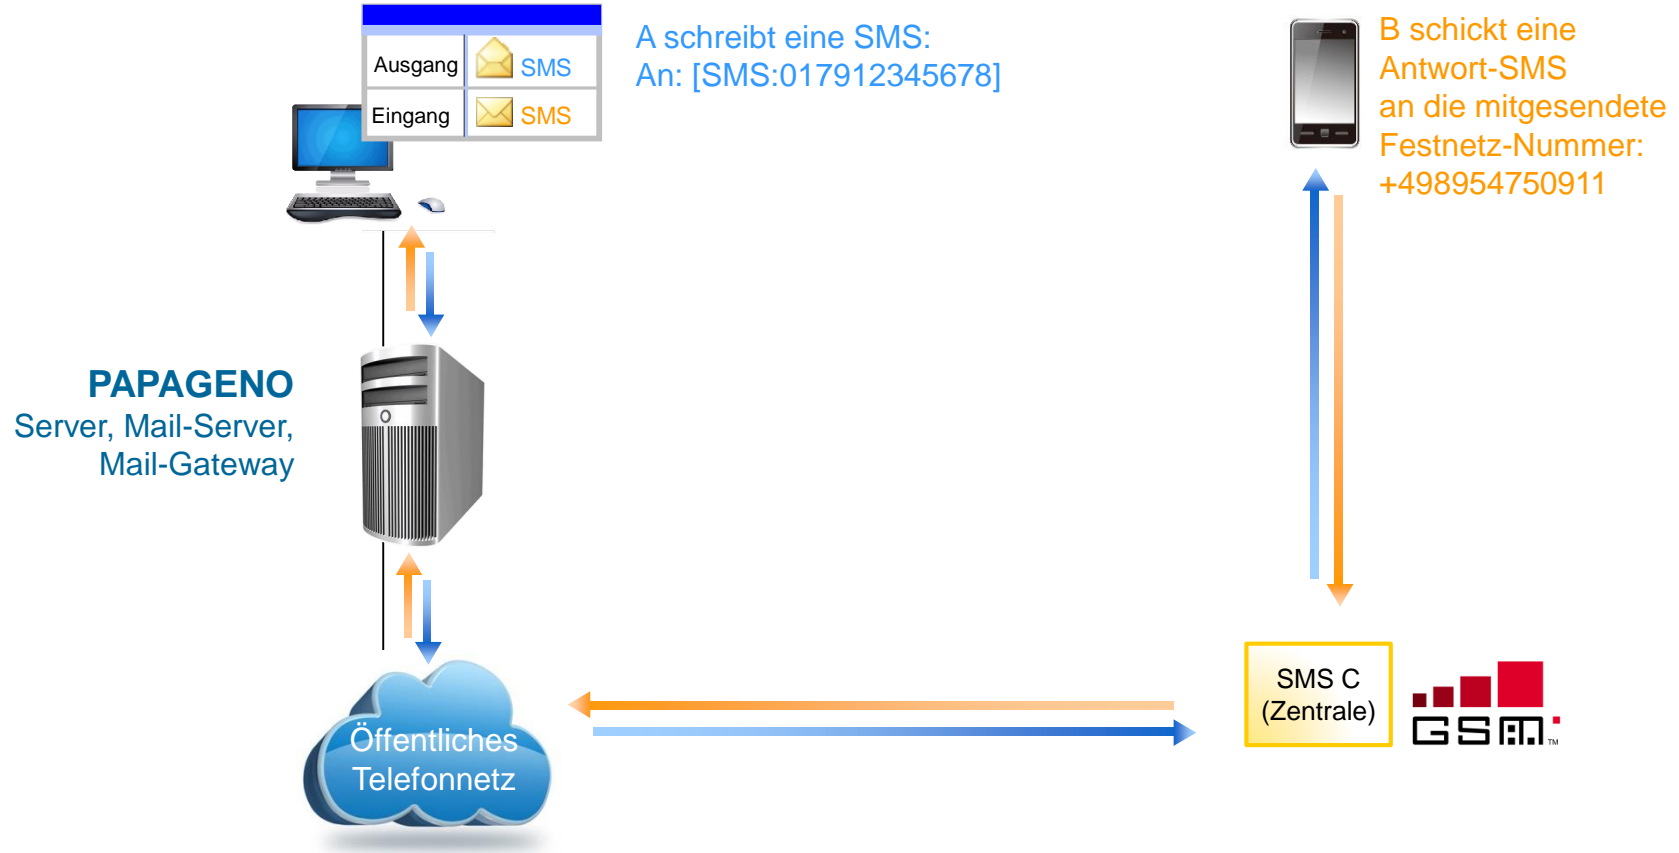 Ausgang SMS
Eingang SMS
A schreibt eine SMS:
An: [SMS:017912345678]
B schickt eine
Antwort-SMS
an die mitgesendete
Festnetz-Nummer:
+498954750911
PAPAGENO
Server, Mail-Server,
Mail-Gateway
Öffentliches
Telefonnetz
SMS C
(Zentrale)
GSM™